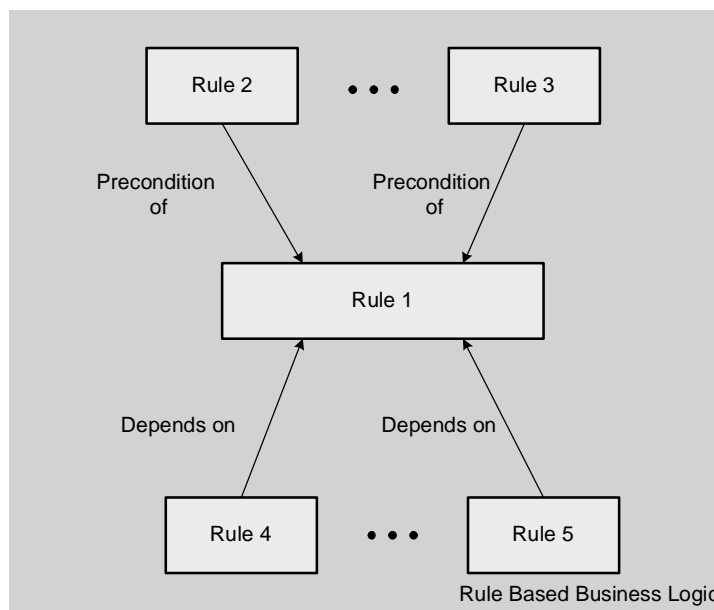 Rule 2
Rule 3
Precondition
of
Precondition
of
Rule 1
Depends on
Depends on
Rule 4
Rule 5
Rule Based Business Logic